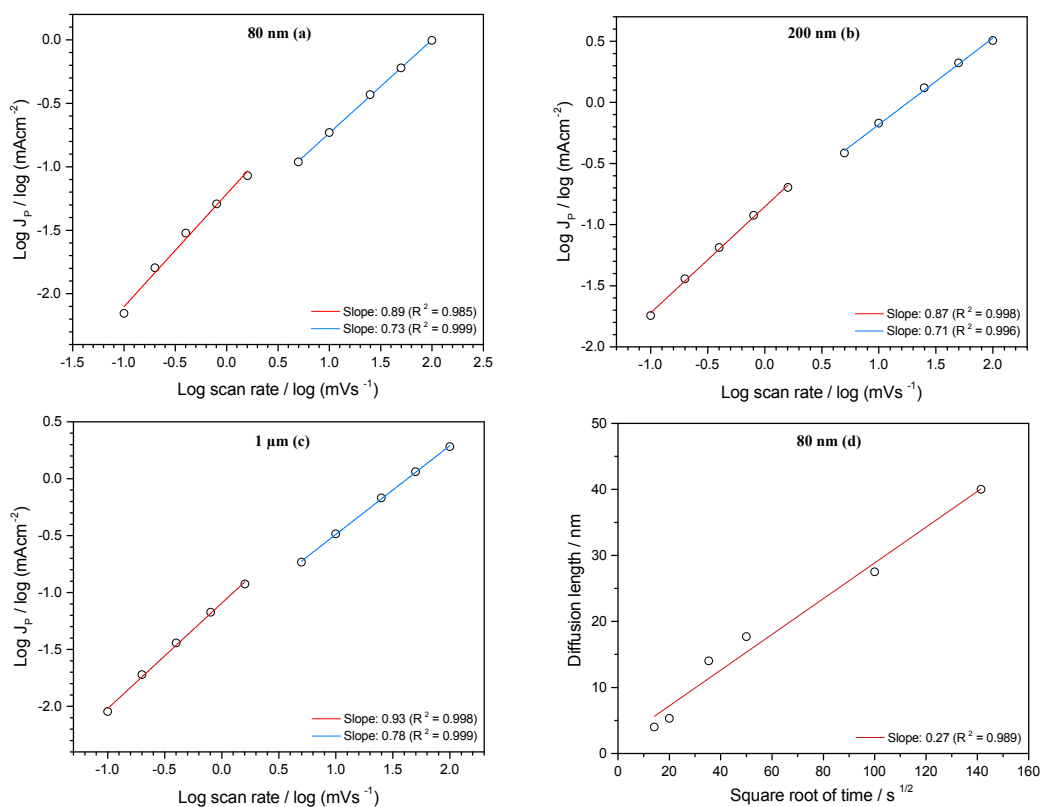 80 nm (a)
Log J_P / log (mAcm^-2)
0.0
-0.5
-1.0
-1.5
-2.0
-1.5 -1.0 -0.5 0.0 0.5 1.0 1.5 2.0 2.5
Log scan rate / log (mVs^-1)
Slope: 0.89 (R^2 = 0.985)
Slope: 0.73 (R^2 = 0.999)
200 nm (b)
Log J_P / log (mAcm^-2)
0.5
0.0
-0.5
-1.0
-1.5
-2.0
-1.0 -0.5 0.0 0.5 1.0 1.5 2.0
Log scan rate / log (mVs^-1)
Slope: 0.87 (R^2 = 0.998)
Slope: 0.71 (R^2 = 0.996)
1 µm (c)
Log J_P / log (mAcm^-2)
0.5
0.0
-0.5
-1.0
-1.5
-2.0
-1.0 -0.5 0.0 0.5 1.0 1.5 2.0
Log scan rate / log (mVs^-1)
Slope: 0.93 (R^2 = 0.998)
Slope: 0.78 (R^2 = 0.999)
80 nm (d)
Diffusion length / nm
50
40
30
20
10
0
0 20 40 60 80 100 120 140 160
Square root of time / s^1/2
Slope: 0.27 (R^2 = 0.989)